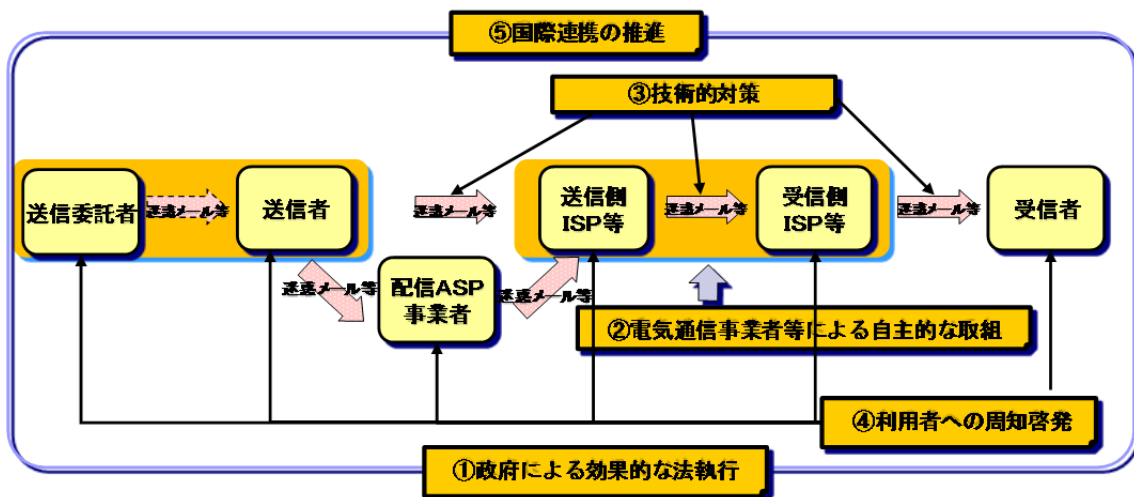 ⑤国際連携の推進
③技術的対策
送信委託者
迷惑メール等
送信者
迷惑メール等
送信側
ISP等
迷惑メール等
受信側
ISP等
迷惑メール等
受信者
迷惑メール等
配信ASP
事業者
迷惑メール等
②電気通信事業者等による自主的な取組
④利用者への周知啓発
①政府による効果的な法執行